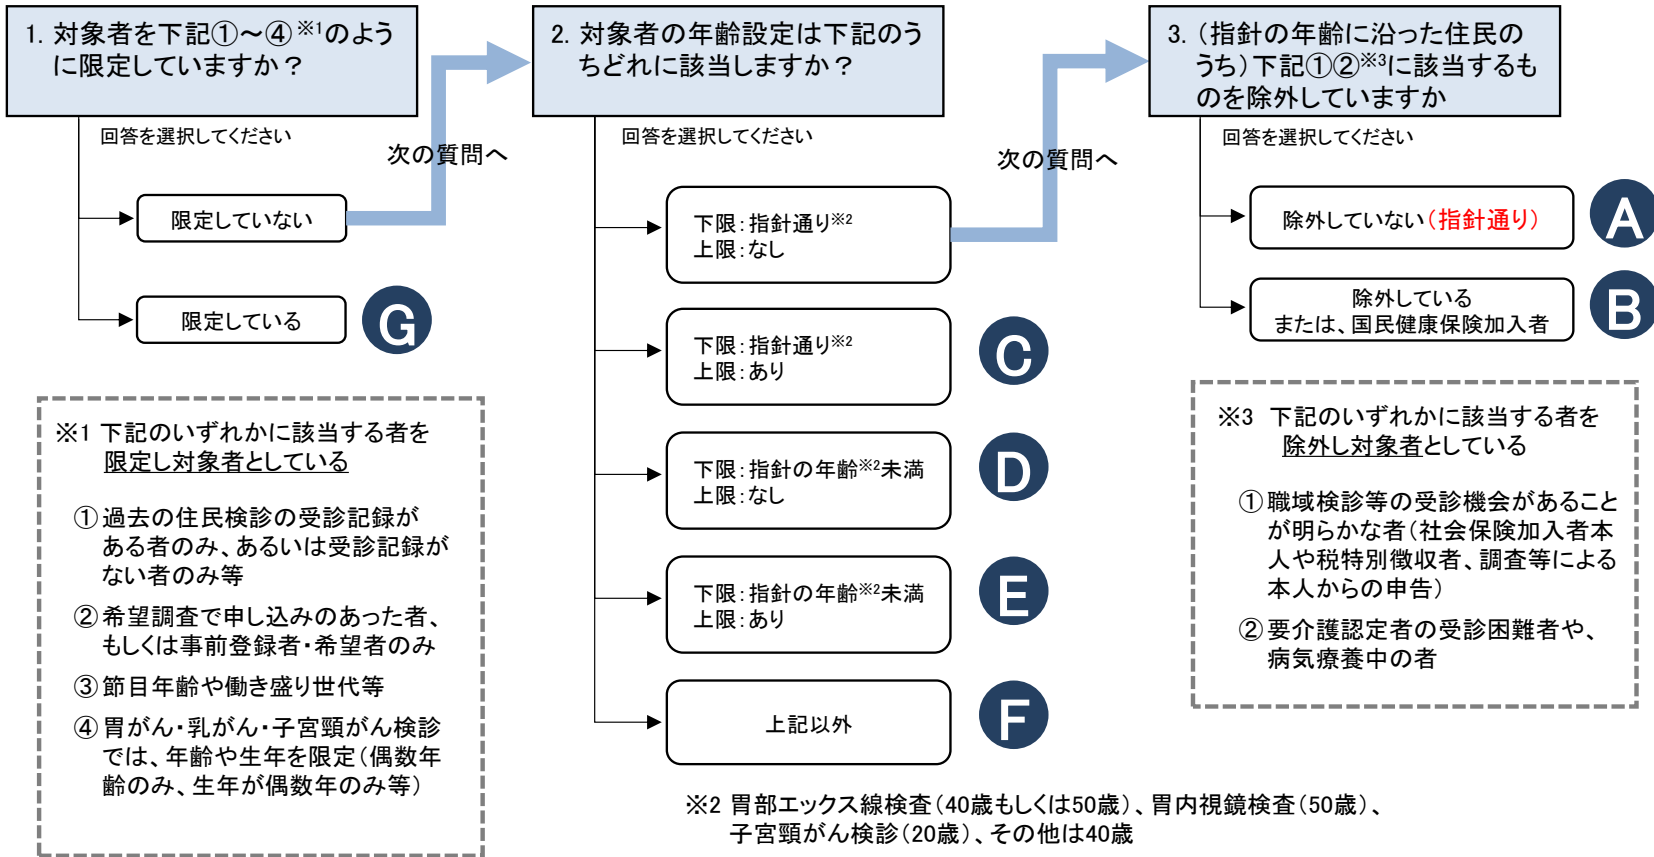 1. 対象者を下記①～④※1のよう
に限定していますか？
回答を選択してください
次の質問へ
限定していない
限定している
G
※1 下記のいずれかに該当する者を
限定し対象者としている
①過去の住民検診の受診記録が
ある者のみ、あるいは受診記録が
ない者のみ等
②希望調査で申し込みのあった者、
もしくは事前登録者・希望者のみ
③節目年齢や働き盛り世代等
④胃がん・乳がん・子宮頸がん検診
では、年齢や生年を限定（偶数年
齢のみ、生年が偶数年のみ等）
2. 対象者の年齢設定は下記のう
ちどれに該当しますか？
回答を選択してください
次の質問へ
下限：指針通り※2
上限：なし
下限：指針通り※2
上限：あり
C
下限：指針の年齢※2未満
上限：なし
D
下限：指針の年齢※2未満
上限：あり
E
上記以外
F
※2 胃部エックス線検査（40歳もしくは50歳）、胃内視鏡検査（50歳）、
子宮頸がん検診（20歳）、その他は40歳
3.（指針の年齢に沿った住民の
うち）下記①②※3に該当するも
のを除外していますか
回答を選択してください
除外していない（指針通り）
A
除外している
または、国民健康保険加入者
B
※3 下記のいずれかに該当する者を
除外し対象者としている
①職域検診等の受診機会があること
が明らかな者（社会保険加入者本
人や税特別徴収者、調査等による
本人からの申告）
②要介護認定者の受診困難者や、
病気療養中の者